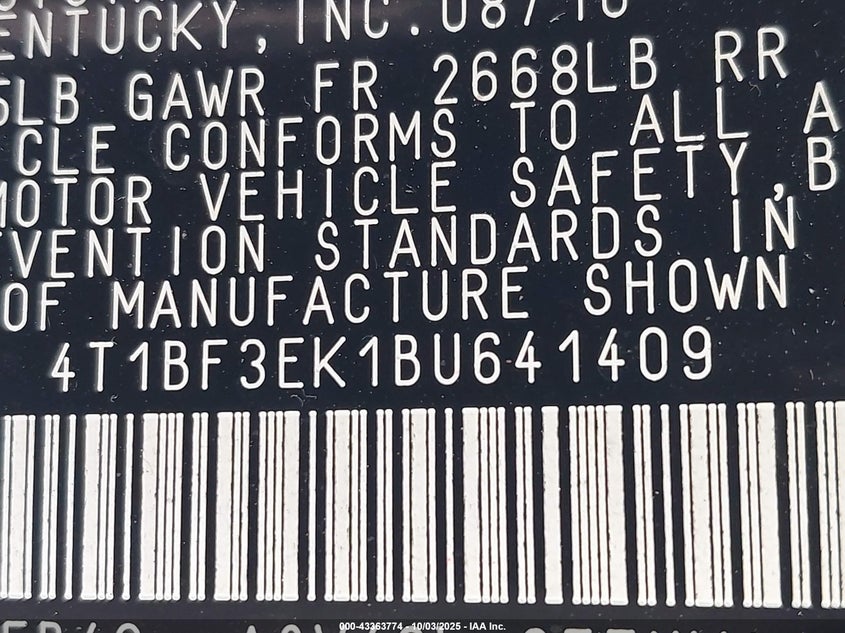 ENTUCKY, INC. 08/10
5LB GAWR FR 2668LB RR
CLE CONFORMS TO ALL A
MOTOR VEHICLE SAFETY, B
VENTION STANDARDS IN
OF MANUFACTURE SHOWN
4T1BF3EK1BU641409
000-43363774 - 10/03/2025 - IAA Inc.